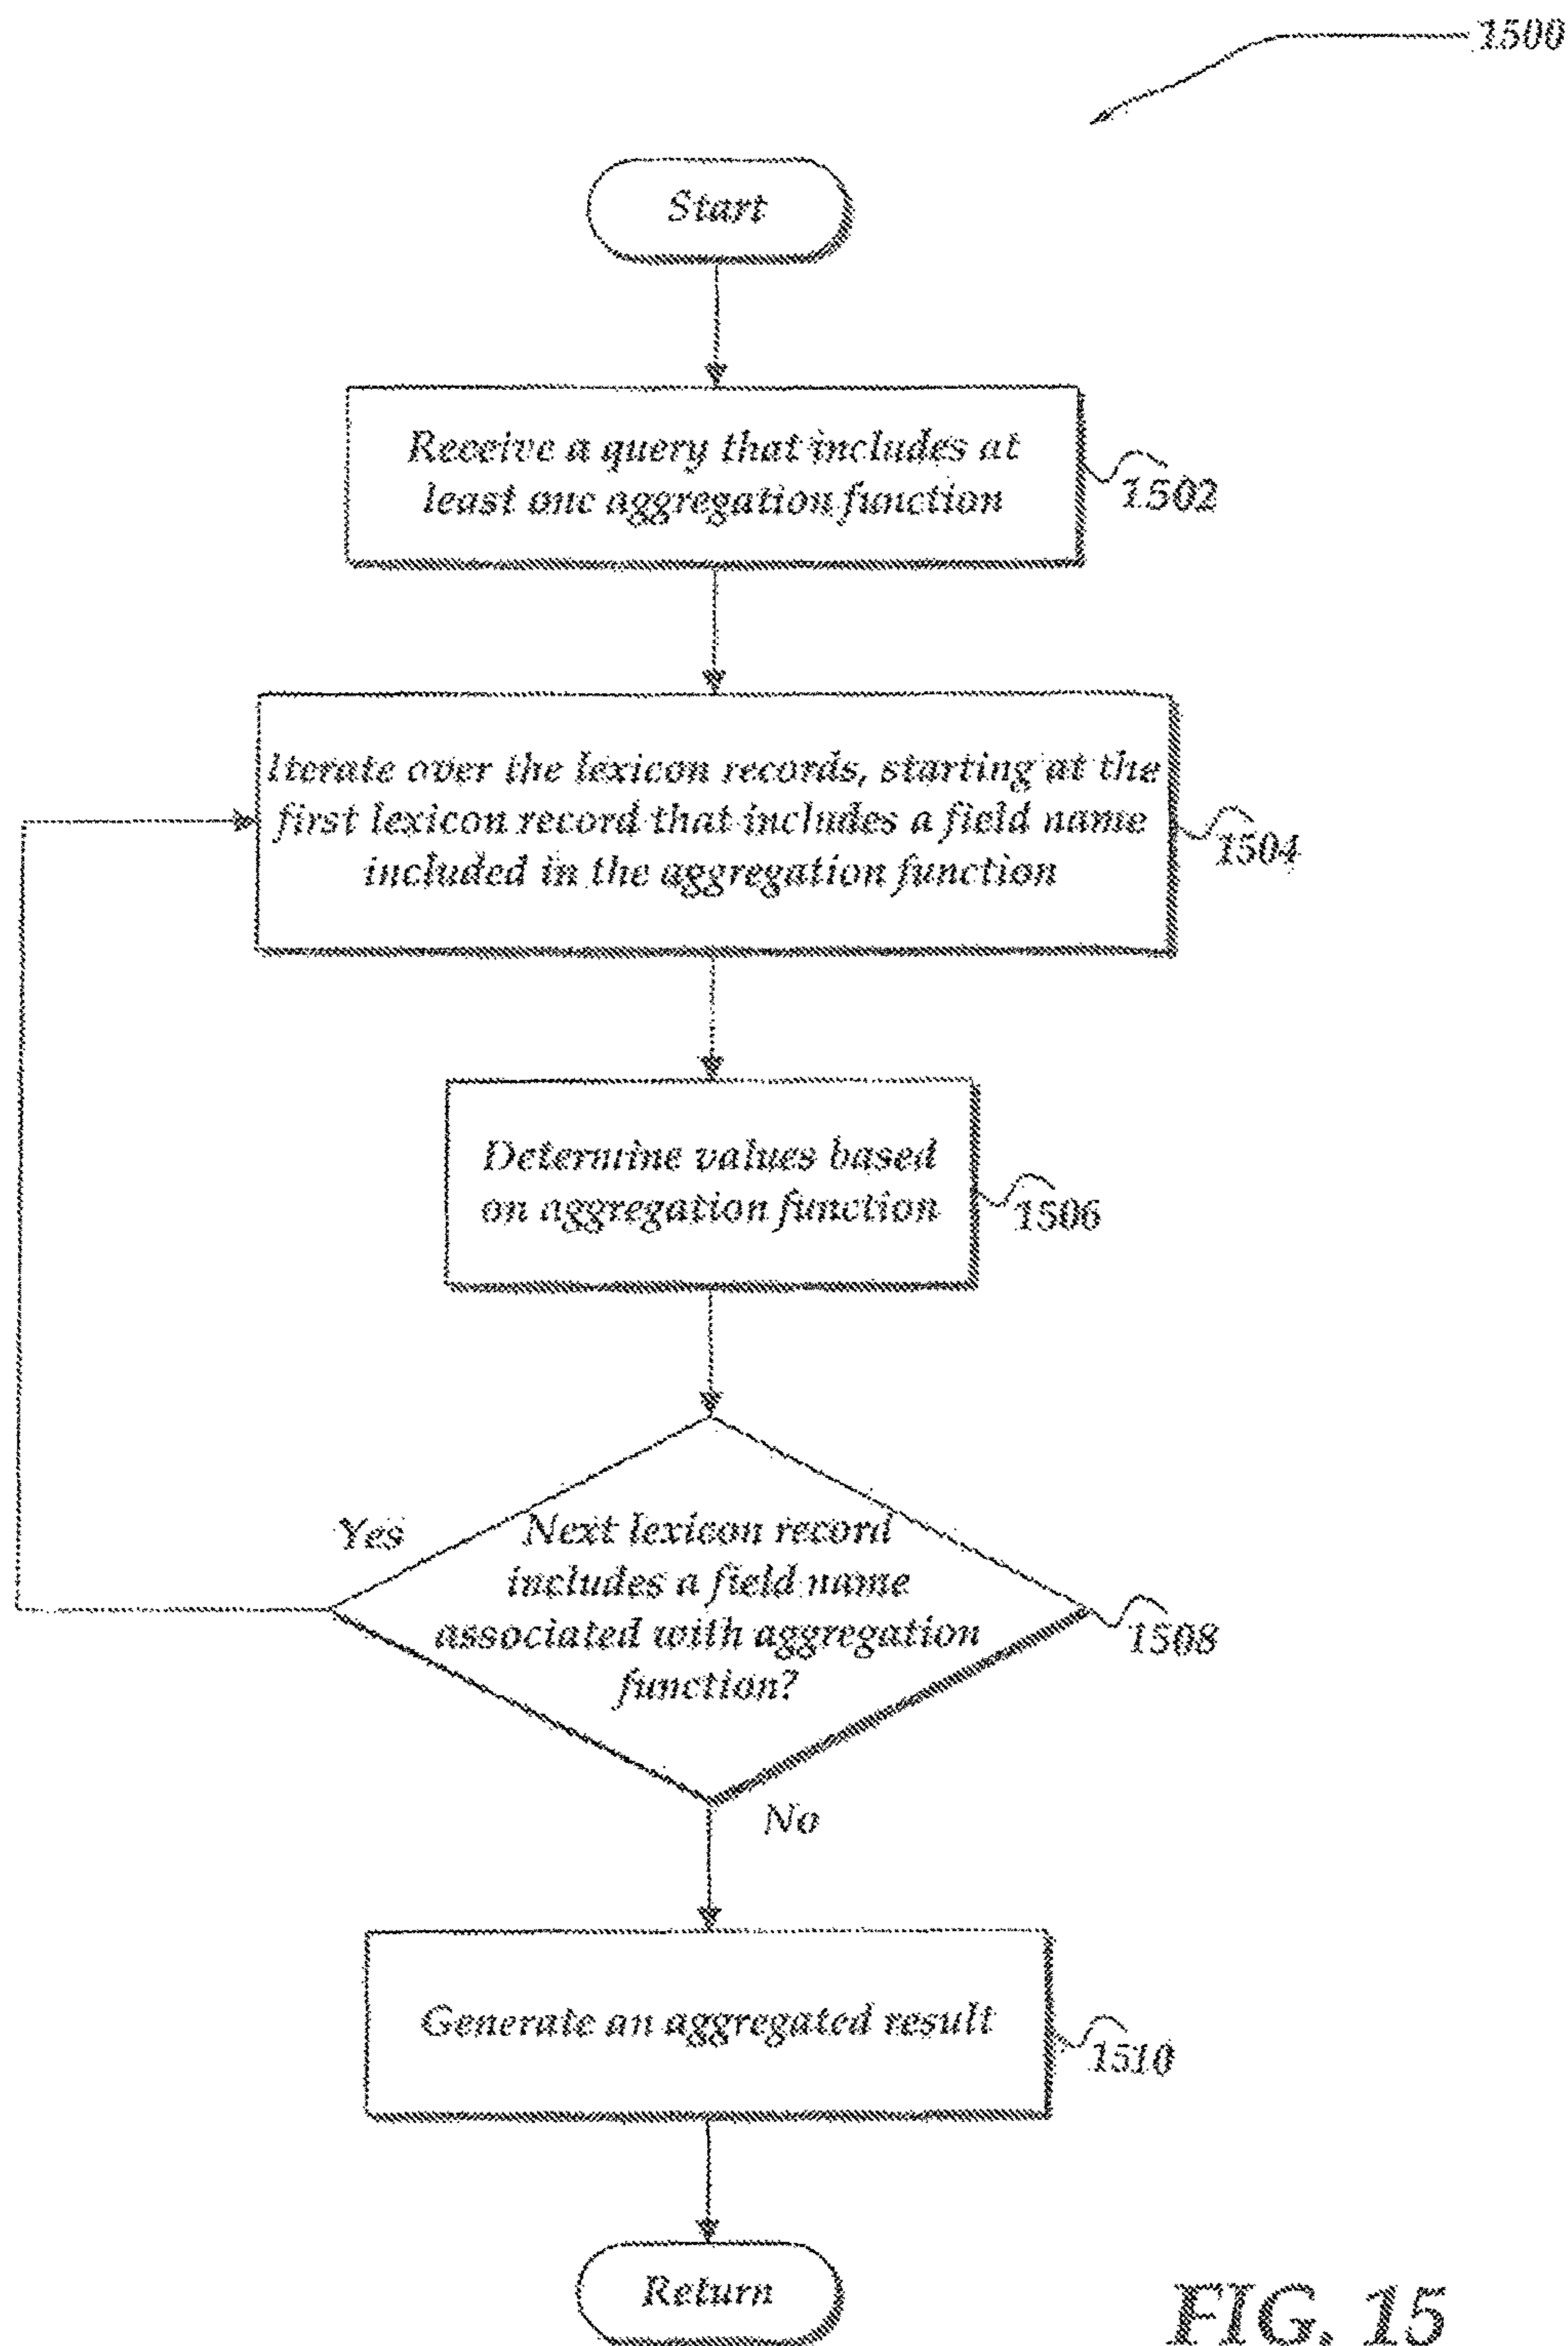 1500
Start
Receive a query that includes at
least one aggregation function
1502
Iterate over the lexicon records, starting at the
first lexicon record that includes a field name
included in the aggregation function
1504
Determine values based
on aggregation function
1506
Yes
Next lexicon record
includes a field name
associated with aggregation
function?
1508
No
Generate an aggregated result
1510
Return
FIG. 15